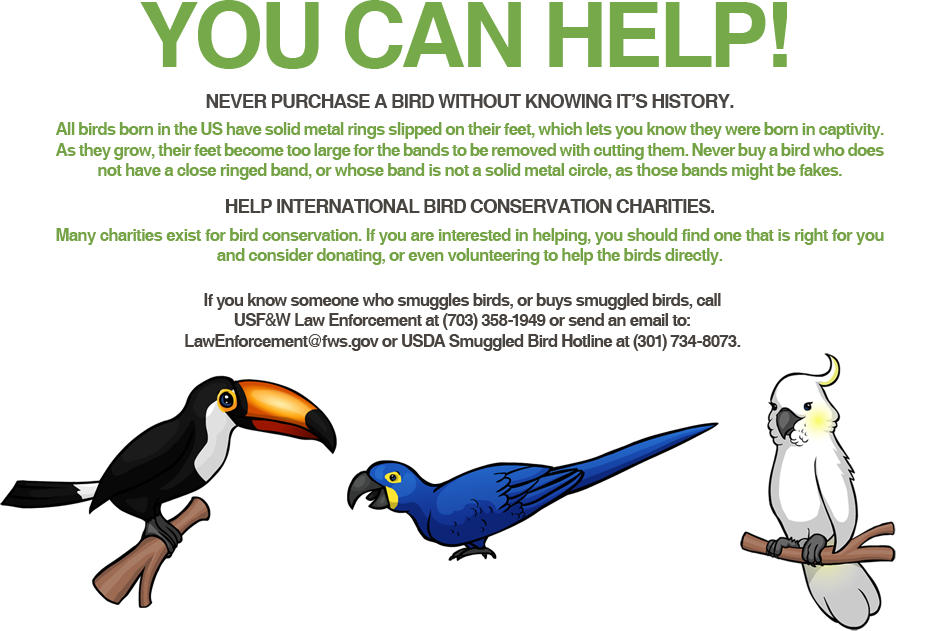 YOU CAN HELP!
NEVER PURCHASE A BIRD WITHOUT KNOWING IT'S HISTORY.
All birds born in the US have solid metal rings slipped on their feet, which lets you know they were born in captivity.
As they grow, their feet become too large for the bands to be removed with cutting them. Never buy a bird who does
not have a close ringed band, or whose band is not a solid metal circle, as those bands might be fakes.
HELP INTERNATIONAL BIRD CONSERVATION CHARITIES.
Many charities exist for bird conservation. If you are interested in helping, you should find one that is right for you
and consider donating, or even volunteering to help the birds directly.
If you know someone who smuggles birds, or buys smuggled birds, call
USF&W Law Enforcement at (703) 358-1949 or send an email to:
LawEnforcement@fws.gov or USDA Smuggled Bird Hotline at (301) 734-8073.